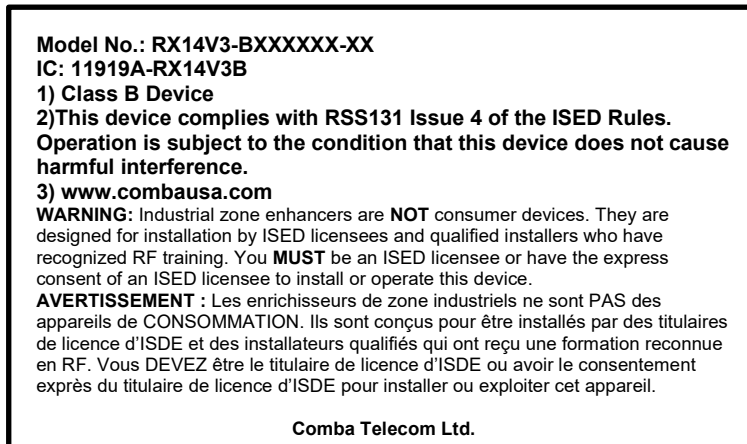 Model No.: RX14V3-BXXXXXX-XX
IC: 11919A-RX14V3B
1) Class B Device
2)This device complies with RSS131 Issue 4 of the ISED Rules.
Operation is subject to the condition that this device does not cause
harmful interference.
3) www.combausa.com
WARNING: Industrial zone enhancers are NOT consumer devices. They are
designed for installation by ISED licensees and qualified installers who have
recognized RF training. You MUST be an ISED licensee or have the express
consent of an ISED licensee to install or operate this device.
AVERTISSEMENT : Les enrichisseurs de zone industriels ne sont PAS des
appareils de CONSOMMATION. Ils sont conçus pour être installés par des titulaires
de licence d’ISDE et des installateurs qualifiés qui ont reçu une formation reconnue
en RF. Vous DEVEZ être le titulaire de licence d’ISDE ou avoir le consentement
exprès du titulaire de licence d’ISDE pour installer ou exploiter cet appareil.
Comba Telecom Ltd.